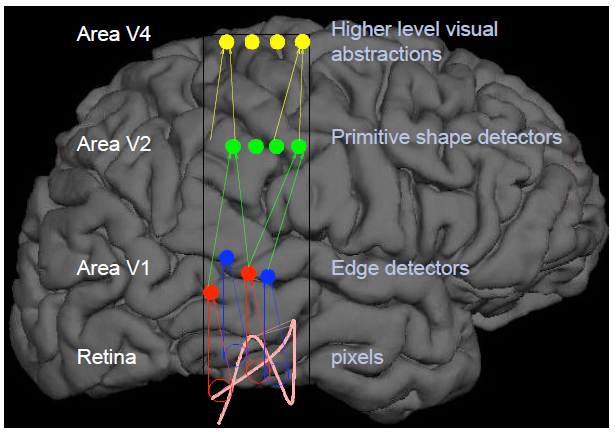 Area V4
Higher level visual
abstractions
Area V2
Primitive shape detectors
Area V1
Edge detectors
Retina
pixels